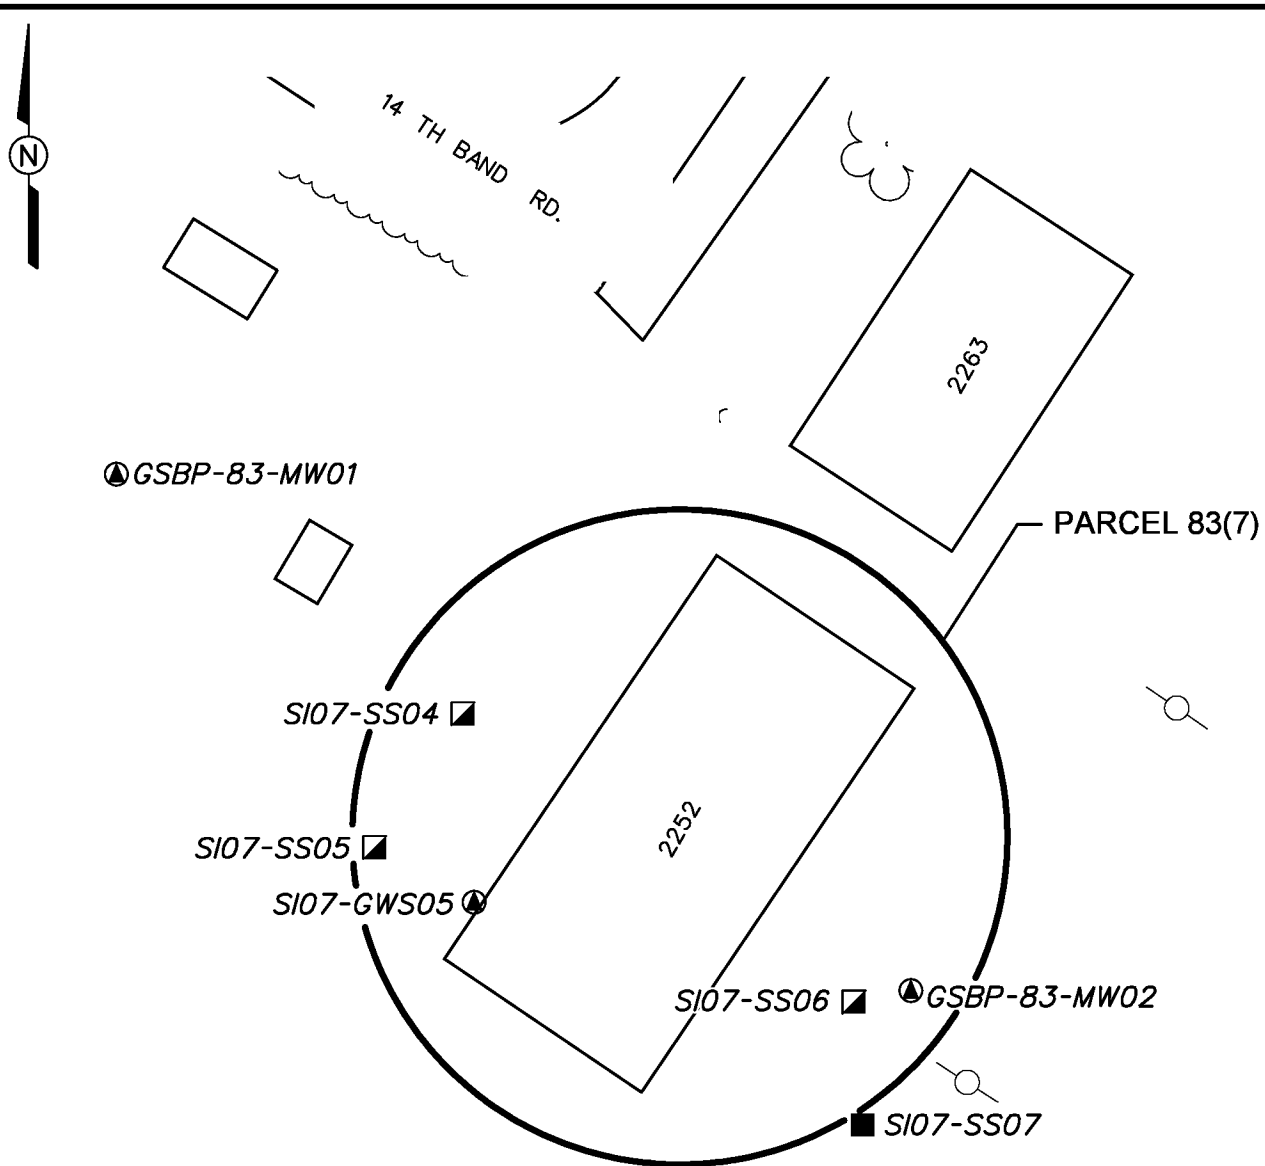 14 TH BAND RD.
N
2263
GSBP-83-MW01
PARCEL 83(7)
SI07-SS04
2252
SI07-SS05
SI07-GWS05
SI07-SS06
GSBP-83-MW02
SI07-SS07